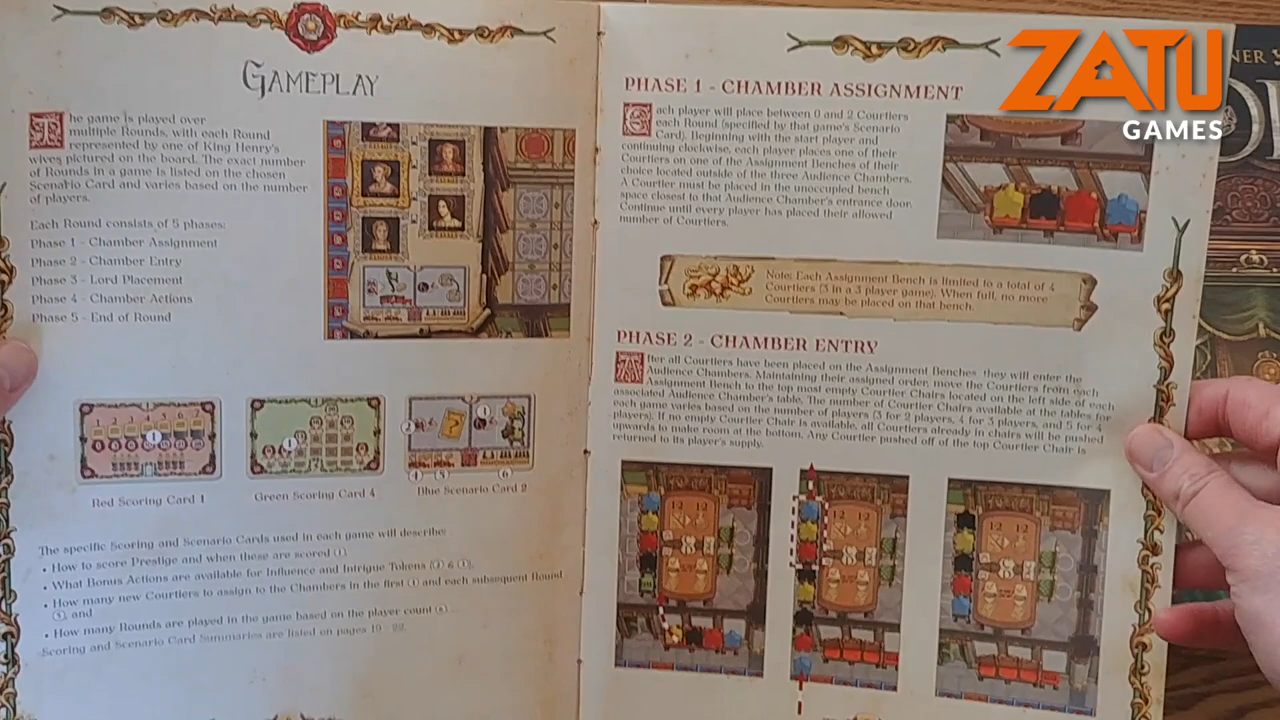 GAMEPLAY
The game is played over
multiple Rounds, with each Round
represented by one of King Henry's
wives pictured on the board. The exact number
of Rounds in a game is listed on the chosen
Scenario Card and varies based on the number
of players.
Each Round consists of 5 phases:
Phase 1 - Chamber Assignment
Phase 2 - Chamber Entry
Phase 3 - Lord Placement
Phase 4 - Chamber Actions
Phase 5 - End of Round
Red Scoring Card 1
Green Scoring Card 4
Blue Scenario Card 2
The specific Scoring and Scenario Cards used in each game will describe:
• How to score Prestige and when these are scored (1),
• What Bonus Actions are available for Influence and Intrigue Tokens
• How many new Courtiers to assign to the Chambers in the first and each subsequent Round
and
• How many Rounds are played in the game based on the player count
Scoring and Scenario Card Summaries are listed on pages 19 - 22.
PHASE 1 - CHAMBER ASSIGNMENT
Each player will place between 0 and 2 Courtiers
each Round (specified by that game's Scenario
Card). Beginning with the start player and
continuing clockwise, each player places one of their
Courtiers on one of the Assignment Benches of their
choice located outside of the three Audience Chambers.
A Courtier must be placed in the unoccupied bench
space closest to that Audience Chamber's entrance door.
Continue until every player has placed their allowed
number of Courtiers.
Note: Each Assignment Bench is limited to a total of 4
Courtiers (3 in a 3 player game). When full, no more
Courtiers may be placed on that bench.
PHASE 2 - CHAMBER ENTRY
After all Courtiers have been placed on the Assignment Benches they will enter the
Audience Chambers. Maintaining their assigned order, move the Courtiers from each
Assignment Bench to the top most empty Courtier Chairs located on the left side of each
associated Audience Chamber's table. The number of Courtier Chairs available at the tables for
each game varies based on the number of players (3 for 2 players, 4 for 3 players, and 5 for 4
players). If no empty Courtier Chair is available, all Courtiers already in chairs will be pushed
upwards to make room at the bottom. Any Courtier pushed off of the top Courtier Chair is
returned to its player's supply.
ZATU
GAMES